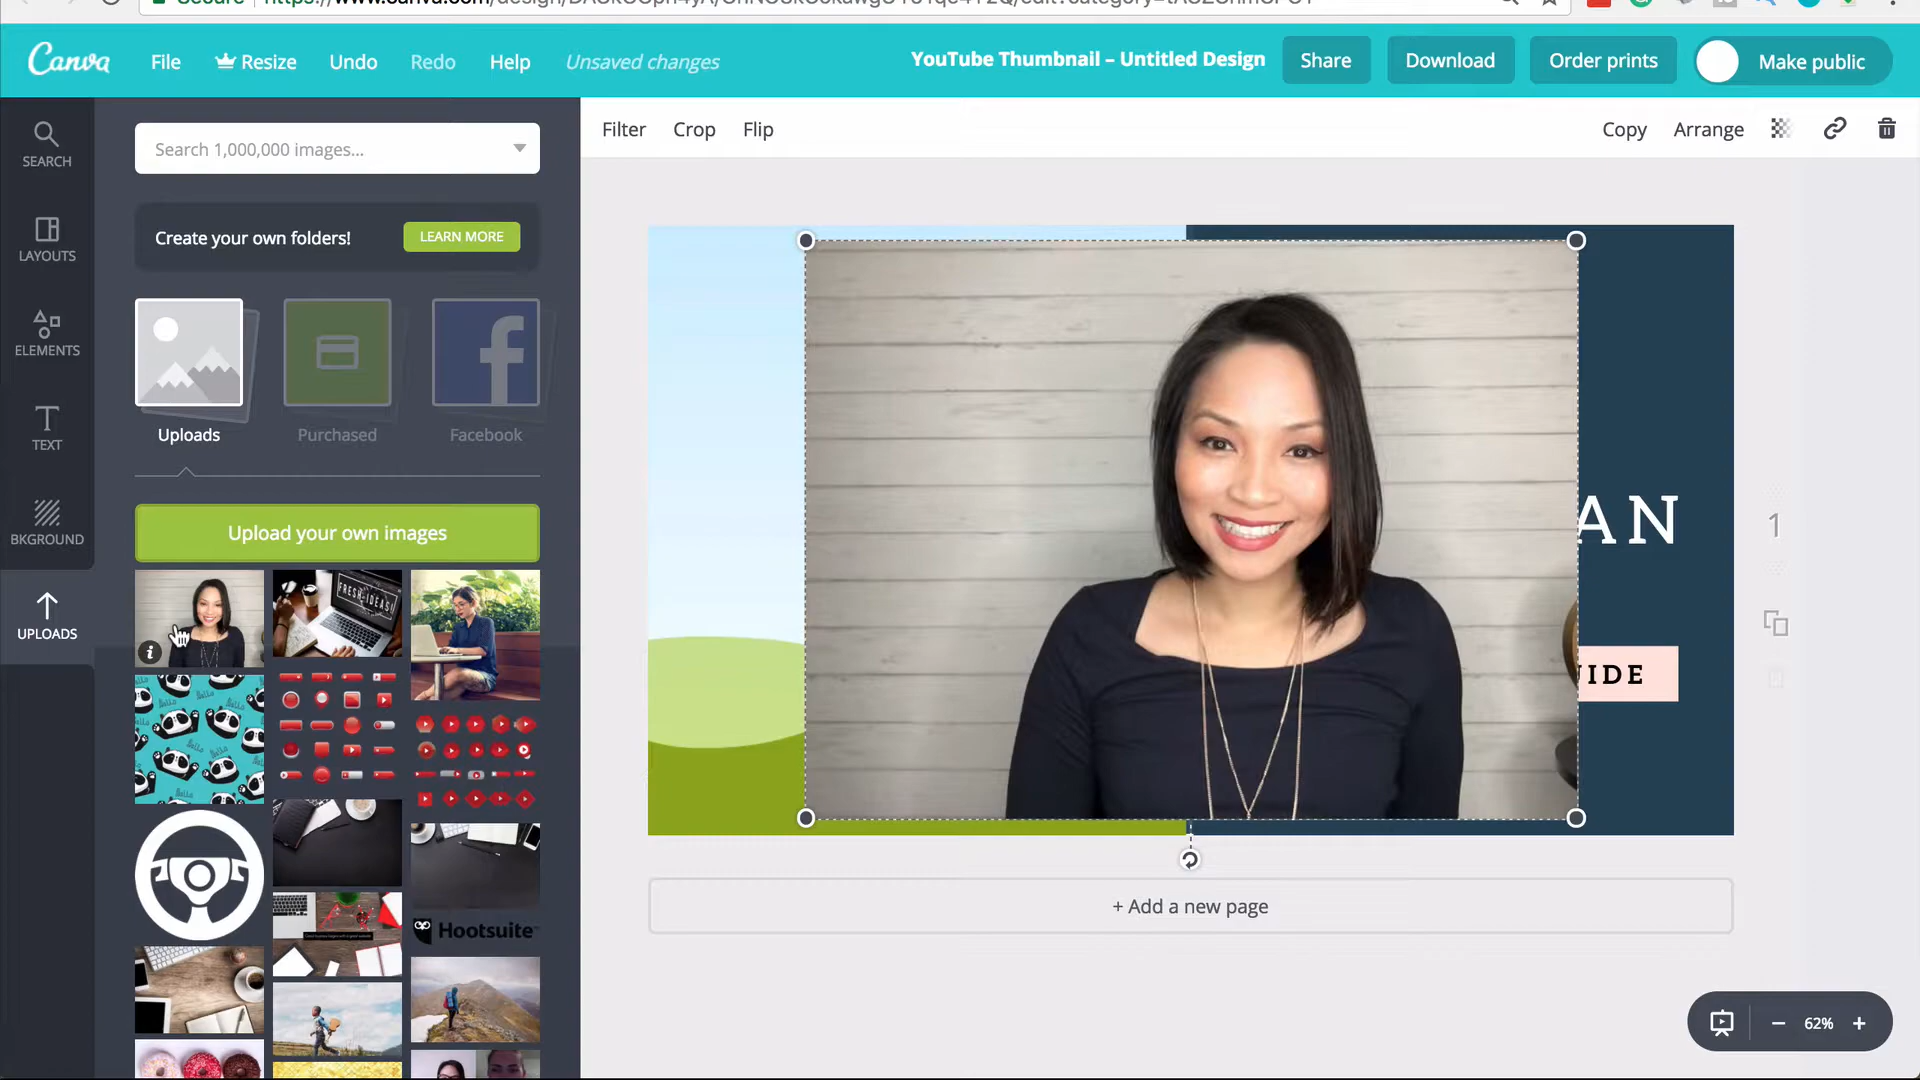 Canva
File
Resize
Undo
Redo
Help
Unsaved changes
YouTube Thumbnail – Untitled Design
Share
Download
Order prints
Make public
SEARCH
LAYOUTS
ELEMENTS
TEXT
BKGROUND
UPLOADS
Search 1,000,000 images...
Create your own folders!
LEARN MORE
Uploads
Purchased
Facebook
Upload your own images
FRESH IDEAS!
Hootsuite
Filter
Crop
Flip
Copy
Arrange
AN
IDE
1
+ Add a new page
62%